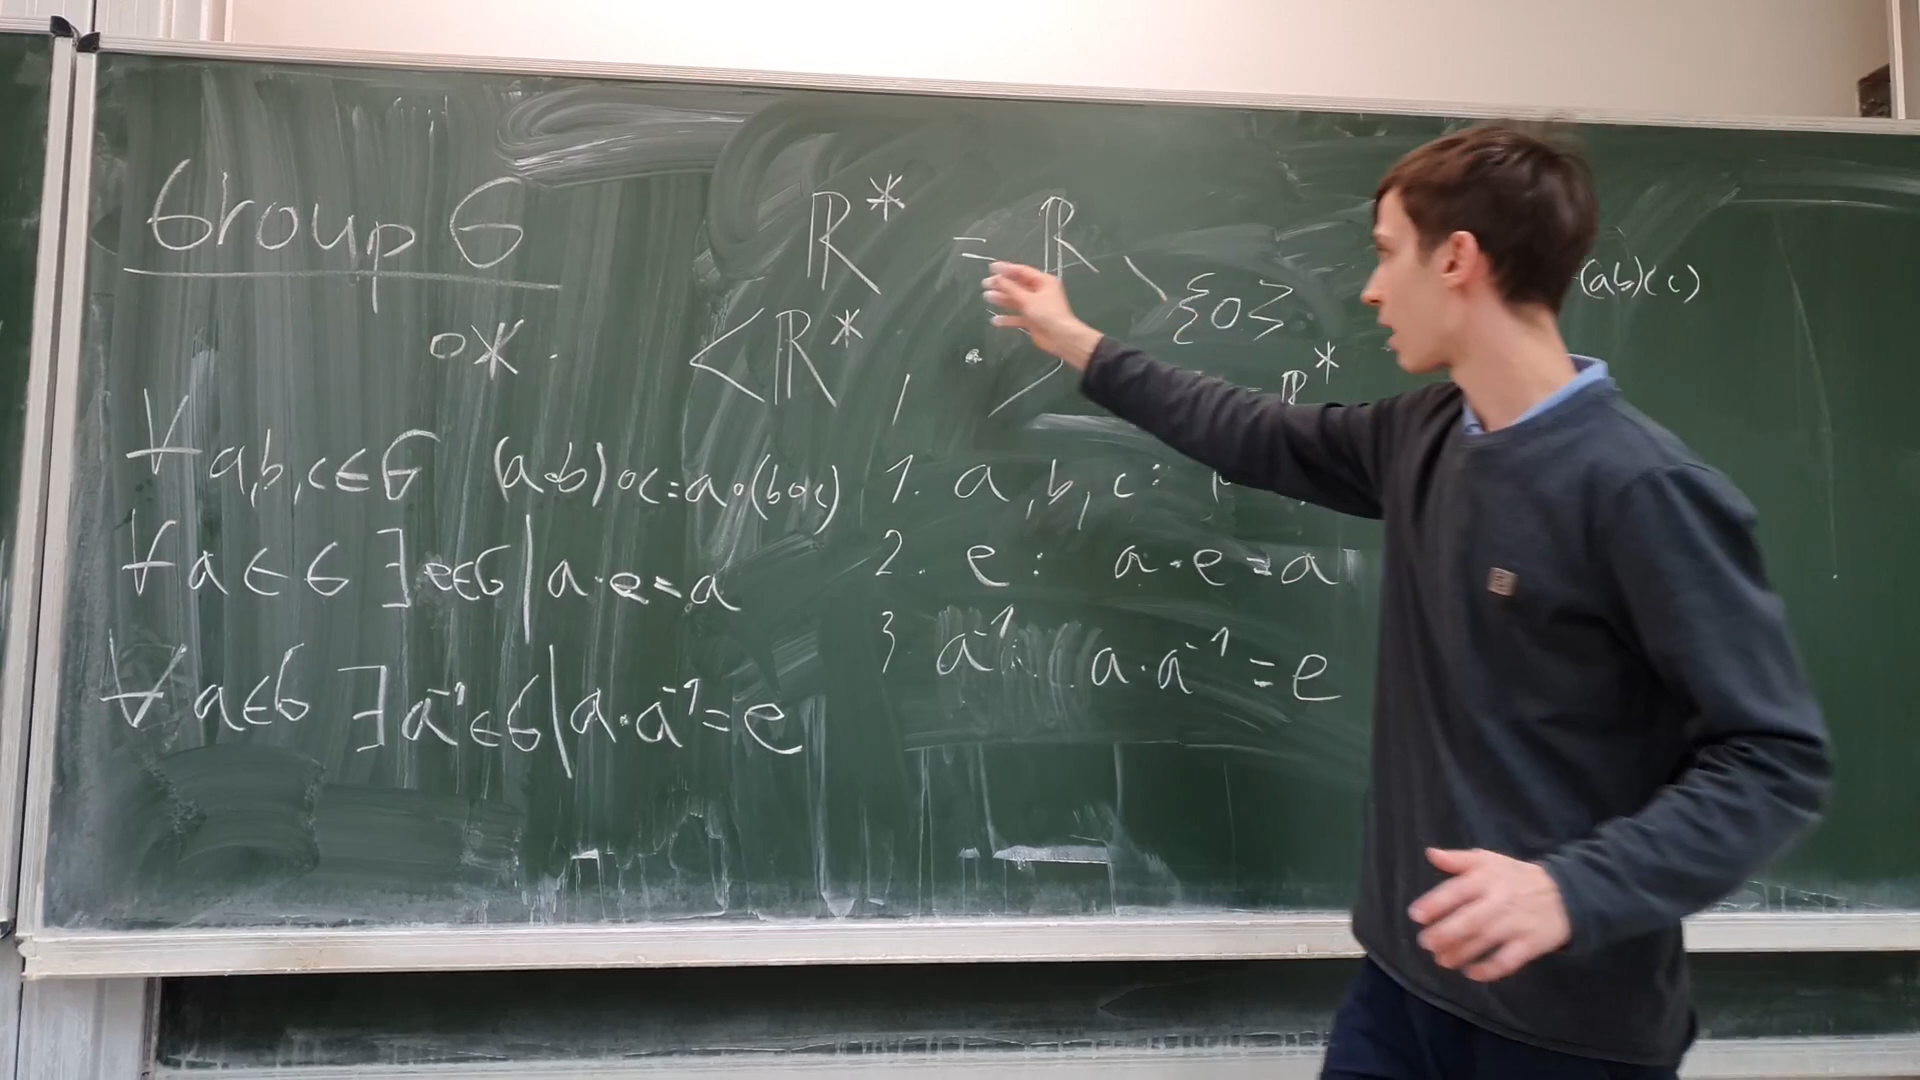 Group G
ℝ* = ℝ \ {0}
∘ * ·
<ℝ*, ·>
ℝ*
(ab)(c)
∀ a,b,c ∈ G (a·b)∘c=a∘(b∘c)
∀ a ∈ G ∃ e∈G | a·e=a
∀ a∈G ∃ a⁻¹∈G | a·a⁻¹=e
1. a, b, c:
2. e: a·e=a
3 a⁻¹: a·a⁻¹=e